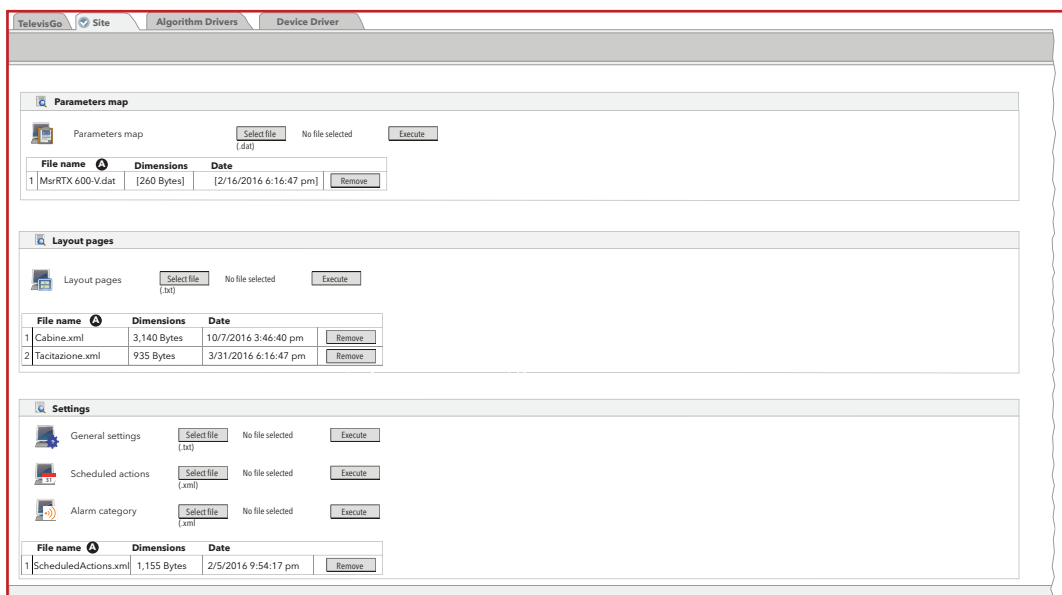 TelevisGo Site Algorithm Drivers Device Driver
Parameters map
Parameters map Select file No file selected Execute
(.dat)
File name A Dimensions Date
1 MsrRTX 600-V.dat [260 Bytes] [2/16/2016 6:16:47 pm] Remove
Layout pages
Layout pages Select file No file selected Execute
(.txt)
File name A Dimensions Date
1 Cabine.xml 3,140 Bytes 10/7/2016 3:46:40 pm Remove
2 Tacitazione.xml 935 Bytes 3/31/2016 6:16:47 pm Remove
Settings
General settings Select file No file selected Execute
(.txt)
Scheduled actions Select file No file selected Execute
(.xml)
31
Alarm category Select file No file selected Execute
(.xml
File name A Dimensions Date
1 ScheduledActions.xml 1,155 Bytes 2/5/2016 9:54:17 pm Remove